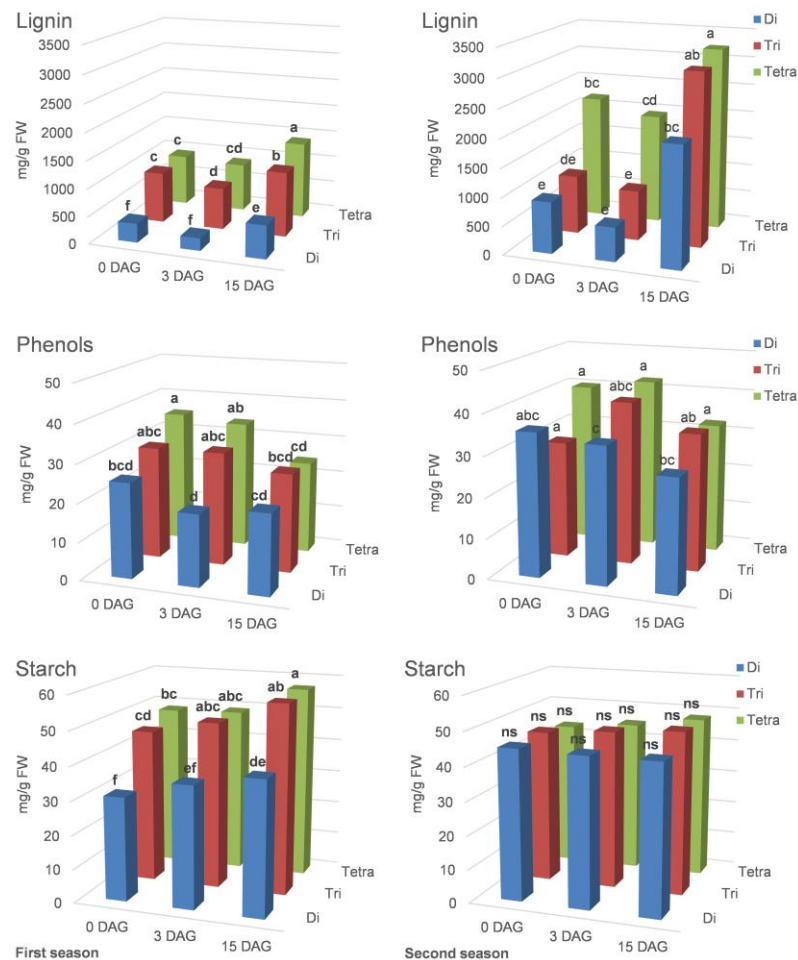 Lignin
3500
3000
2500
2000
1500
1000
500
0
mg/g FW
f
c
c
f
d
cd
e
b
a
0 DAG
3 DAG
15 DAG
Di
Tri
Tetra
Lignin
3500
3000
2500
2000
1500
1000
500
0
mg/g FW
e
de
bc
e
e
cd
bc
ab
a
0 DAG
3 DAG
15 DAG
Di
Tri
Tetra
Di
Tri
Tetra
Phenols
50
40
30
20
10
0
mg/g FW
bcd
abc
a
d
abc
ab
cd
bcd
cd
0 DAG
3 DAG
15 DAG
Di
Tri
Tetra
Phenols
50
40
30
20
10
0
mg/g FW
abc
a
a
c
abc
a
bc
ab
a
0 DAG
3 DAG
15 DAG
Di
Tri
Tetra
Di
Tri
Tetra
Starch
60
50
40
30
20
10
0
mg/g FW
f
cd
bc
ef
abc
abc
de
ab
a
0 DAG
3 DAG
15 DAG
Di
Tri
Tetra
First season
Starch
60
50
40
30
20
10
0
mg/g FW
ns
ns
ns
ns
ns
ns
ns
ns
ns
0 DAG
3 DAG
15 DAG
Di
Tri
Tetra
Di
Tri
Tetra
Second season